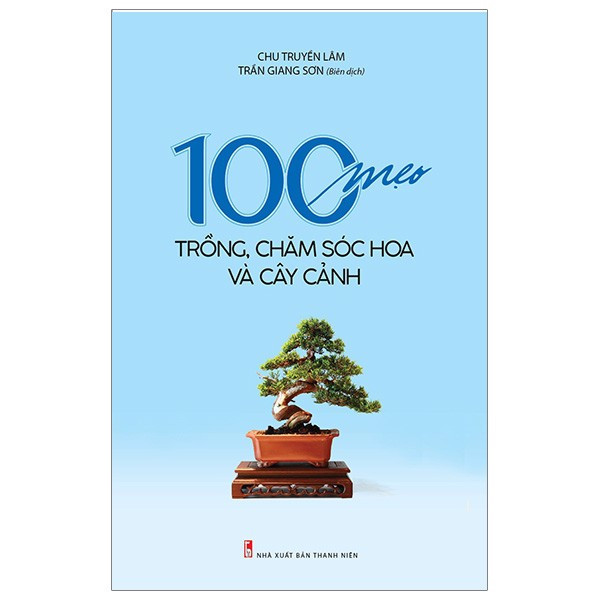 CHU TRUYỀN LÂM
TRẦN GIANG SƠN (Biên dịch)
100 mẹo
TRỒNG, CHĂM SÓC HOA
VÀ CÂY CẢNH
NHÀ XUẤT BẢN THANH NIÊN